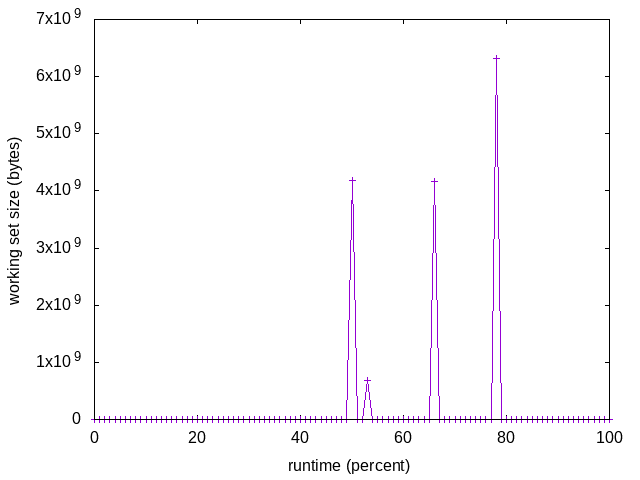 7x10⁹
6x10⁹
5x10⁹
4x10⁹
3x10⁹
2x10⁹
1x10⁹
0
working set size (bytes)
0 20 40 60 80 100
runtime (percent)